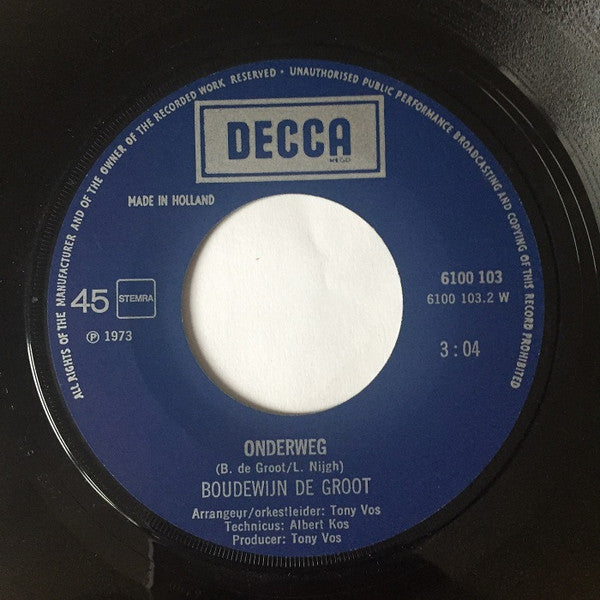 ALL RIGHTS OF THE MANUFACTURER AND OF THE OWNER OF THE RECORDED WORK RESERVED · UNAUTHORISED PUBLIC PERFORMANCE BROADCASTING AND COPYING OF THIS RECORD PROHIBITED
DECCA
MADE IN HOLLAND
45 STEMRA
℗ 1973
6100 103
6100 103.2 W
3 : 04
ONDERWEG
(B. de Groot/L. Nijgh)
BOUDEWIJN DE GROOT
Arrangeur/orkestleider: Tony Vos
Technicus: Albert Kos
Producer: Tony Vos